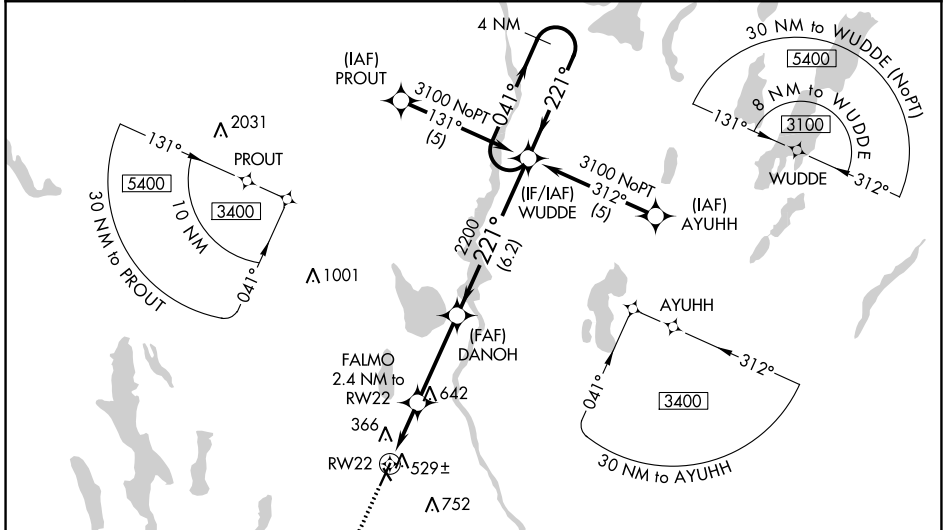 4 NM
(IAF)
PROUT
3100 NoPT
131°
(5)
041°
221°
30 NM to WUDDE (NoPT)
5400
8 NM to WUDDE
3100
131°
312°
WUDDE
131°
2031
PROUT
5400
3400
10 NM
30 NM to PROUT
041°
3100 NoPT
312°
(5)
(IF/IAF)
WUDDE
(IAF)
AYUHH
2200
221°
(6.2)
1001
(FAF)
DANOH
AYUHH
312°
041°
3400
30 NM to AYUHH
FALMO
2.4 NM to
RW22
642
366
RW22
529±
752